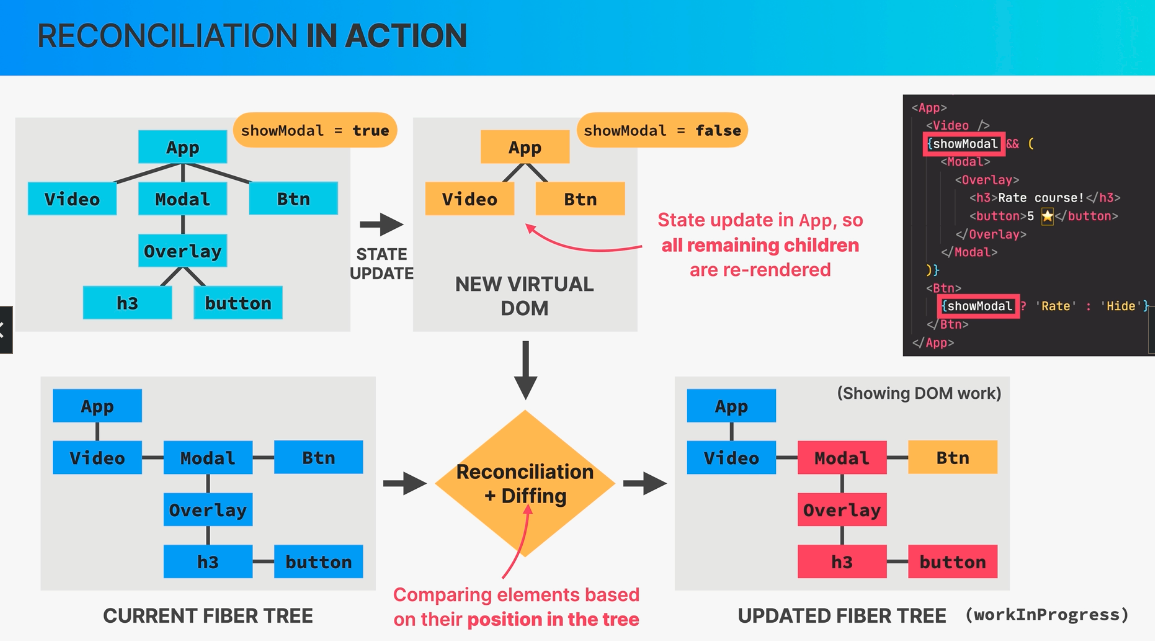 RECONCILIATION IN ACTION
showModal = true
App
Video Modal Btn
Overlay
h3 button
STATE
UPDATE
showModal = false
App
Video Btn
NEW VIRTUAL
DOM
State update in App, so
all remaining children
are re-rendered
<App>
<Video />
{showModal && (
<Modal>
<Overlay>
<h3>Rate course!</h3>
<button>5 ⭐</button>
</Overlay>
</Modal>
)}
<Btn>
{showModal ? 'Rate' : 'Hide'}
</Btn>
</App>
App
Video Modal Btn
Overlay
h3 button
CURRENT FIBER TREE
Reconciliation
+ Diffing
Comparing elements based
on their position in the tree
(Showing DOM work)
App
Video Modal Btn
Overlay
h3 button
UPDATED FIBER TREE (workInProgress)